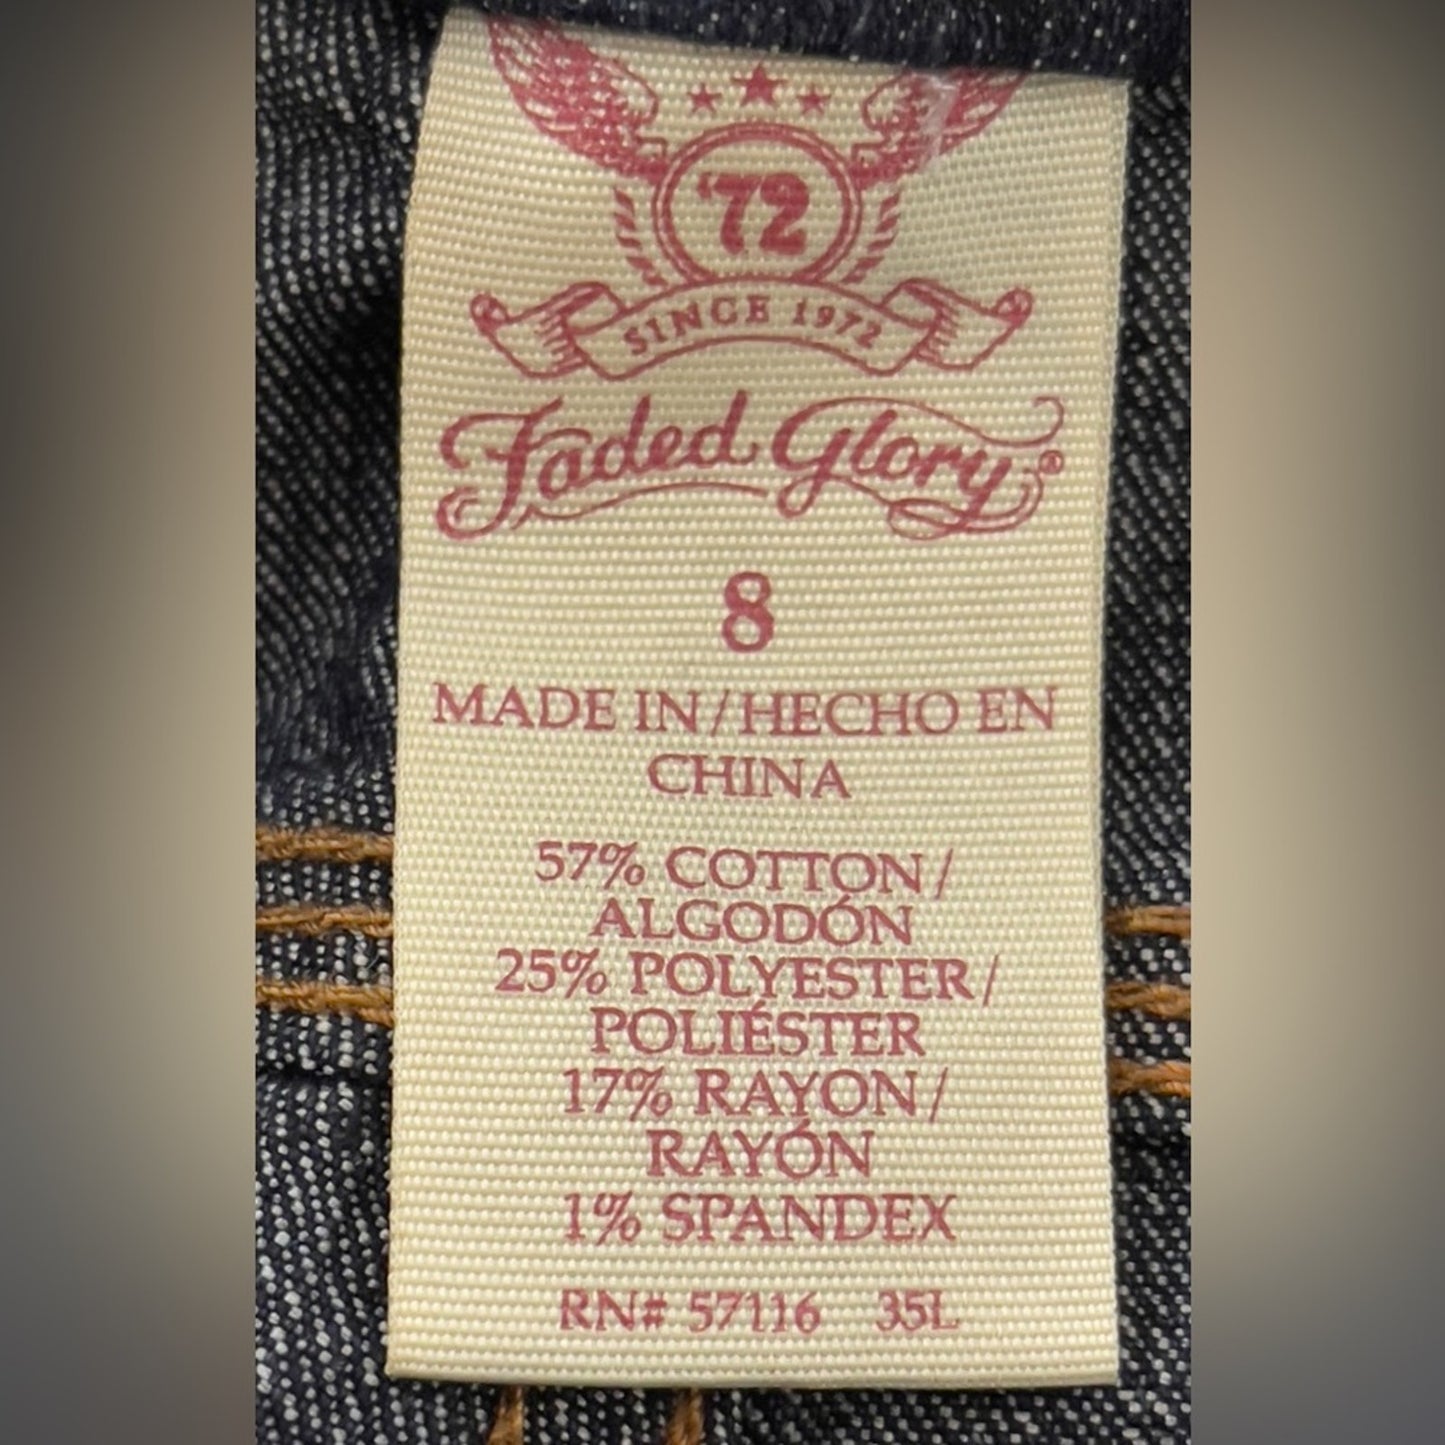 '72
SINCE 1972
Faded Glory®
8
MADE IN/HECHO EN
CHINA
57% COTTON/
ALGODÓN
25% POLYESTER/
POLIÉSTER
17% RAYON/
RAYÓN
1% SPANDEX
RN# 57116 35L